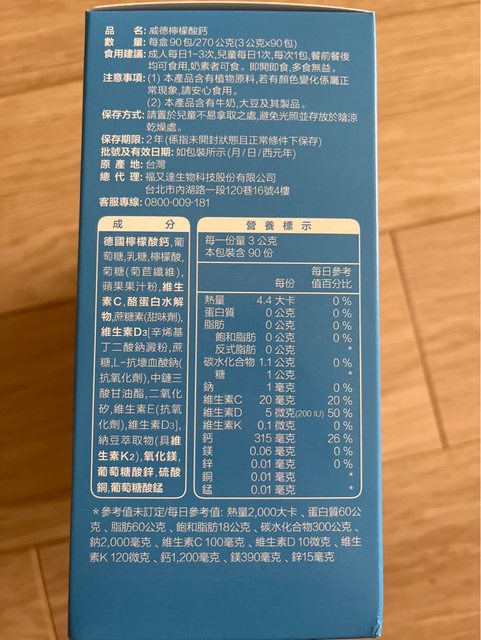 品　　名: 威德檸檬酸鈣
數　　量: 每盒90包/270公克(3公克x90包)
食用建議: 成人每日1-3次,兒童每日1次,每次1包,餐前餐後
均可食用,奶素者可食。即開即食,多食無益。
注意事項: (1) 本產品含有植物原料,若有顏色變化係屬正
常現象,請安心食用。
(2) 本產品含有牛奶,大豆及其製品。
保存方式: 請置於兒童不易拿取之處,避免光照並存放於陰涼
乾燥處。
保存期限: 2年(係指未開封狀態且正常條件下保存)
批號及有效日期: 如包裝所示(月/日/西元年)
原 產 地: 台灣
總 代 理: 福又達生物科技股份有限公司
台北市內湖路一段120巷16號4樓
客服專線: 0800-009-181
成　　分
德國檸檬酸鈣,葡
萄糖,乳糖,檸檬酸,
菊糖(菊苣纖維),
蘋果果汁粉,維生
素C,酪蛋白水解
物,蔗糖素(甜味劑),
維生素D3[辛烯基
丁二酸鈉澱粉,蔗
糖,L-抗壞血酸鈉(
抗氧化劑),中鏈三
酸甘油酯,二氧化
矽,維生素E(抗氧
化劑),維生素D3],
納豆萃取物(具維
生素K2),氧化鎂,
葡萄糖酸鋅,硫酸
銅,葡萄糖酸錳
營養標示
每一份量 3 公克
本包裝含 90 份
每份 每日參考值百分比
熱量 4.4 大卡 0 %
蛋白質 0 公克 0 %
脂肪 0 公克 0 %
飽和脂肪 0 公克 0 %
反式脂肪 0 公克 *
碳水化合物 1.1 公克 0 %
糖 1 公克 *
鈉 1 毫克 0 %
維生素C 20 毫克 20 %
維生素D 5 微克(200 IU) 50 %
維生素K 0.1 微克 0 %
鈣 315 毫克 26 %
鎂 0.06 毫克 0 %
鋅 0.01 毫克 0 %
銅 0.01 毫克 *
錳 0.01 毫克 *
*參考值未訂定/每日參考值: 熱量2,000大卡、蛋白質60公
克、脂肪60公克、飽和脂肪18公克、碳水化合物300公克、
鈉2,000毫克、維生素C 100毫克、維生素D 10微克、維生
素K 120微克、鈣1,200毫克、鎂390毫克、鋅15毫克